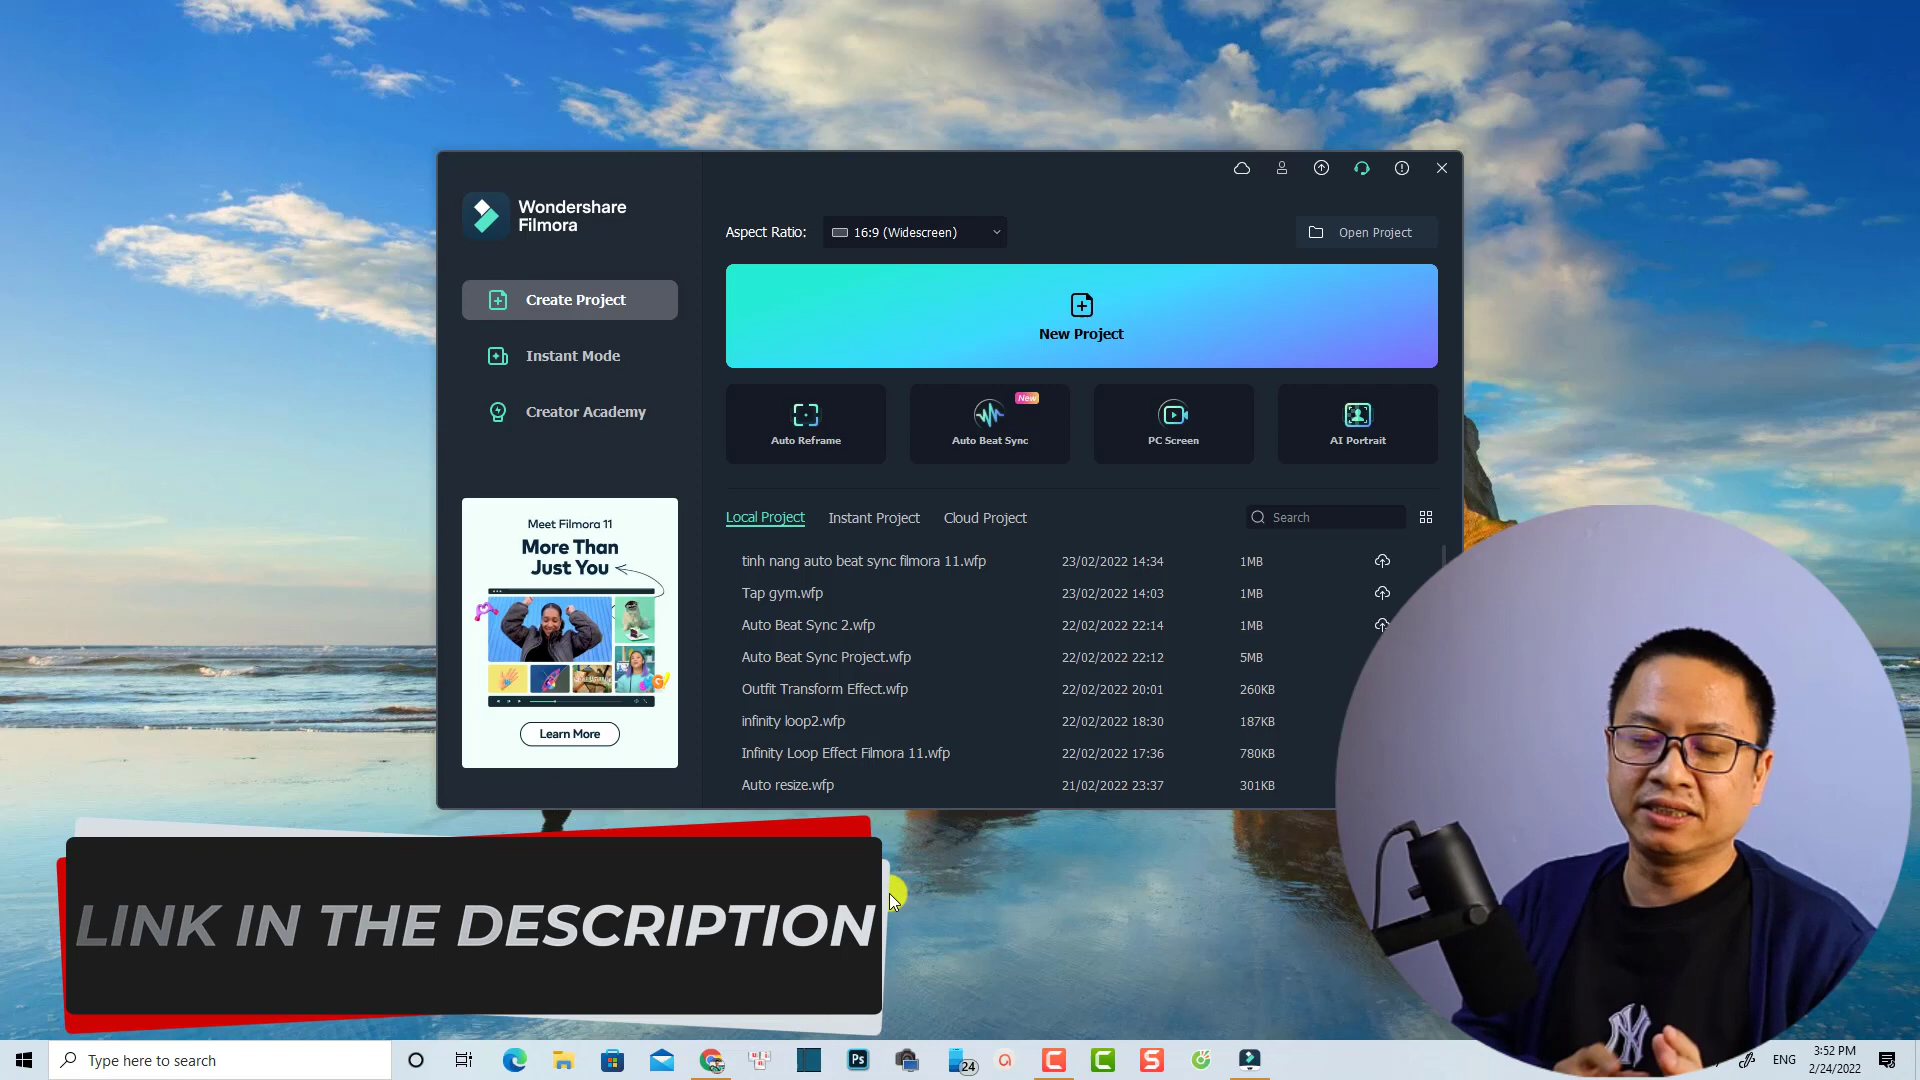 Wondershare
Filmora
Aspect Ratio:
16:9 (Widescreen)
Open Project
Create Project
Instant Mode
Creator Academy
New Project
Auto Reframe
New
Auto Beat Sync
PC Screen
AI Portrait
Meet Filmora 11
More Than
Just You
Learn More
Local Project
Instant Project
Cloud Project
Search
tinh nang auto beat sync filmora 11.wfp 23/02/2022 14:34 1MB
Tap gym.wfp 23/02/2022 14:03 1MB
Auto Beat Sync 2.wfp 22/02/2022 22:14 1MB
Auto Beat Sync Project.wfp 22/02/2022 22:12 5MB
Outfit Transform Effect.wfp 22/02/2022 20:01 260KB
infinity loop2.wfp 22/02/2022 18:30 187KB
Infinity Loop Effect Filmora 11.wfp 22/02/2022 17:36 780KB
Auto resize.wfp 21/02/2022 23:37 301KB
LINK IN THE DESCRIPTION
NY
Type here to search
Ps
24
C
C
S
ENG
3:52 PM
2/24/2022